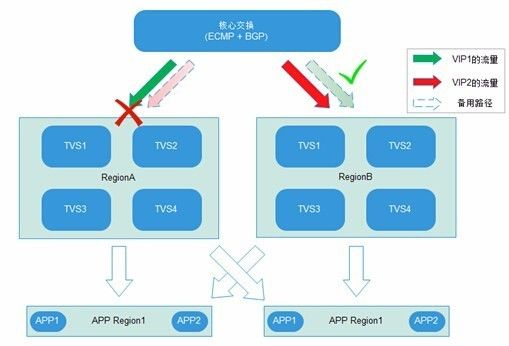 核心交换
(ECMP + BGP)
VIP1的流量
VIP2的流量
备用路径
TVS1
TVS2
RegionA
TVS3
TVS4
TVS1
TVS2
RegionB
TVS3
TVS4
APP1
APP Region1
APP2
APP1
APP Region1
APP2